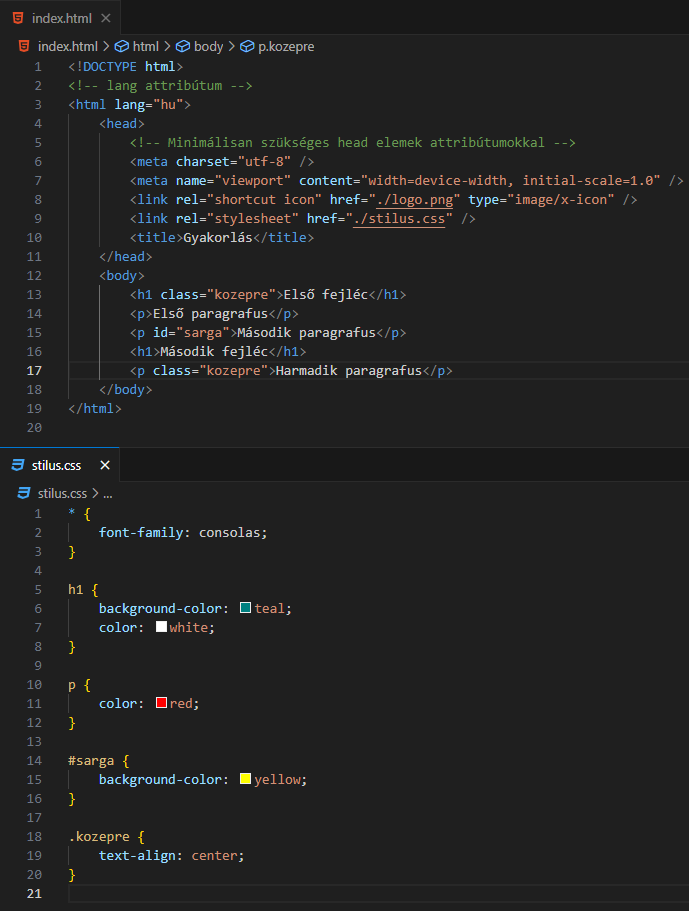 index.html
index.html > html > body > p.kozepre
1 <!DOCTYPE html>
2 <!-- lang attribútum -->
3 <html lang="hu">
4     <head>
5         <!-- Minimálisan szükséges head elemek attribútumokkal -->
6         <meta charset="utf-8" />
7         <meta name="viewport" content="width=device-width, initial-scale=1.0" />
8         <link rel="shortcut icon" href="./logo.png" type="image/x-icon" />
9         <link rel="stylesheet" href="./stilus.css" />
10         <title>Gyakorlás</title>
11     </head>
12     <body>
13         <h1 class="kozepre">Első fejléc</h1>
14         <p>Első paragrafus</p>
15         <p id="sarga">Második paragrafus</p>
16         <h1>Második fejléc</h1>
17         <p class="kozepre">Harmadik paragrafus</p>
18     </body>
19 </html>
20
stilus.css
stilus.css > ...
1 * {
2     font-family: consolas;
3 }
4
5 h1 {
6     background-color: teal;
7     color: white;
8 }
9
10 p {
11     color: red;
12 }
13
14 #sarga {
15     background-color: yellow;
16 }
17
18 .kozepre {
19     text-align: center;
20 }
21